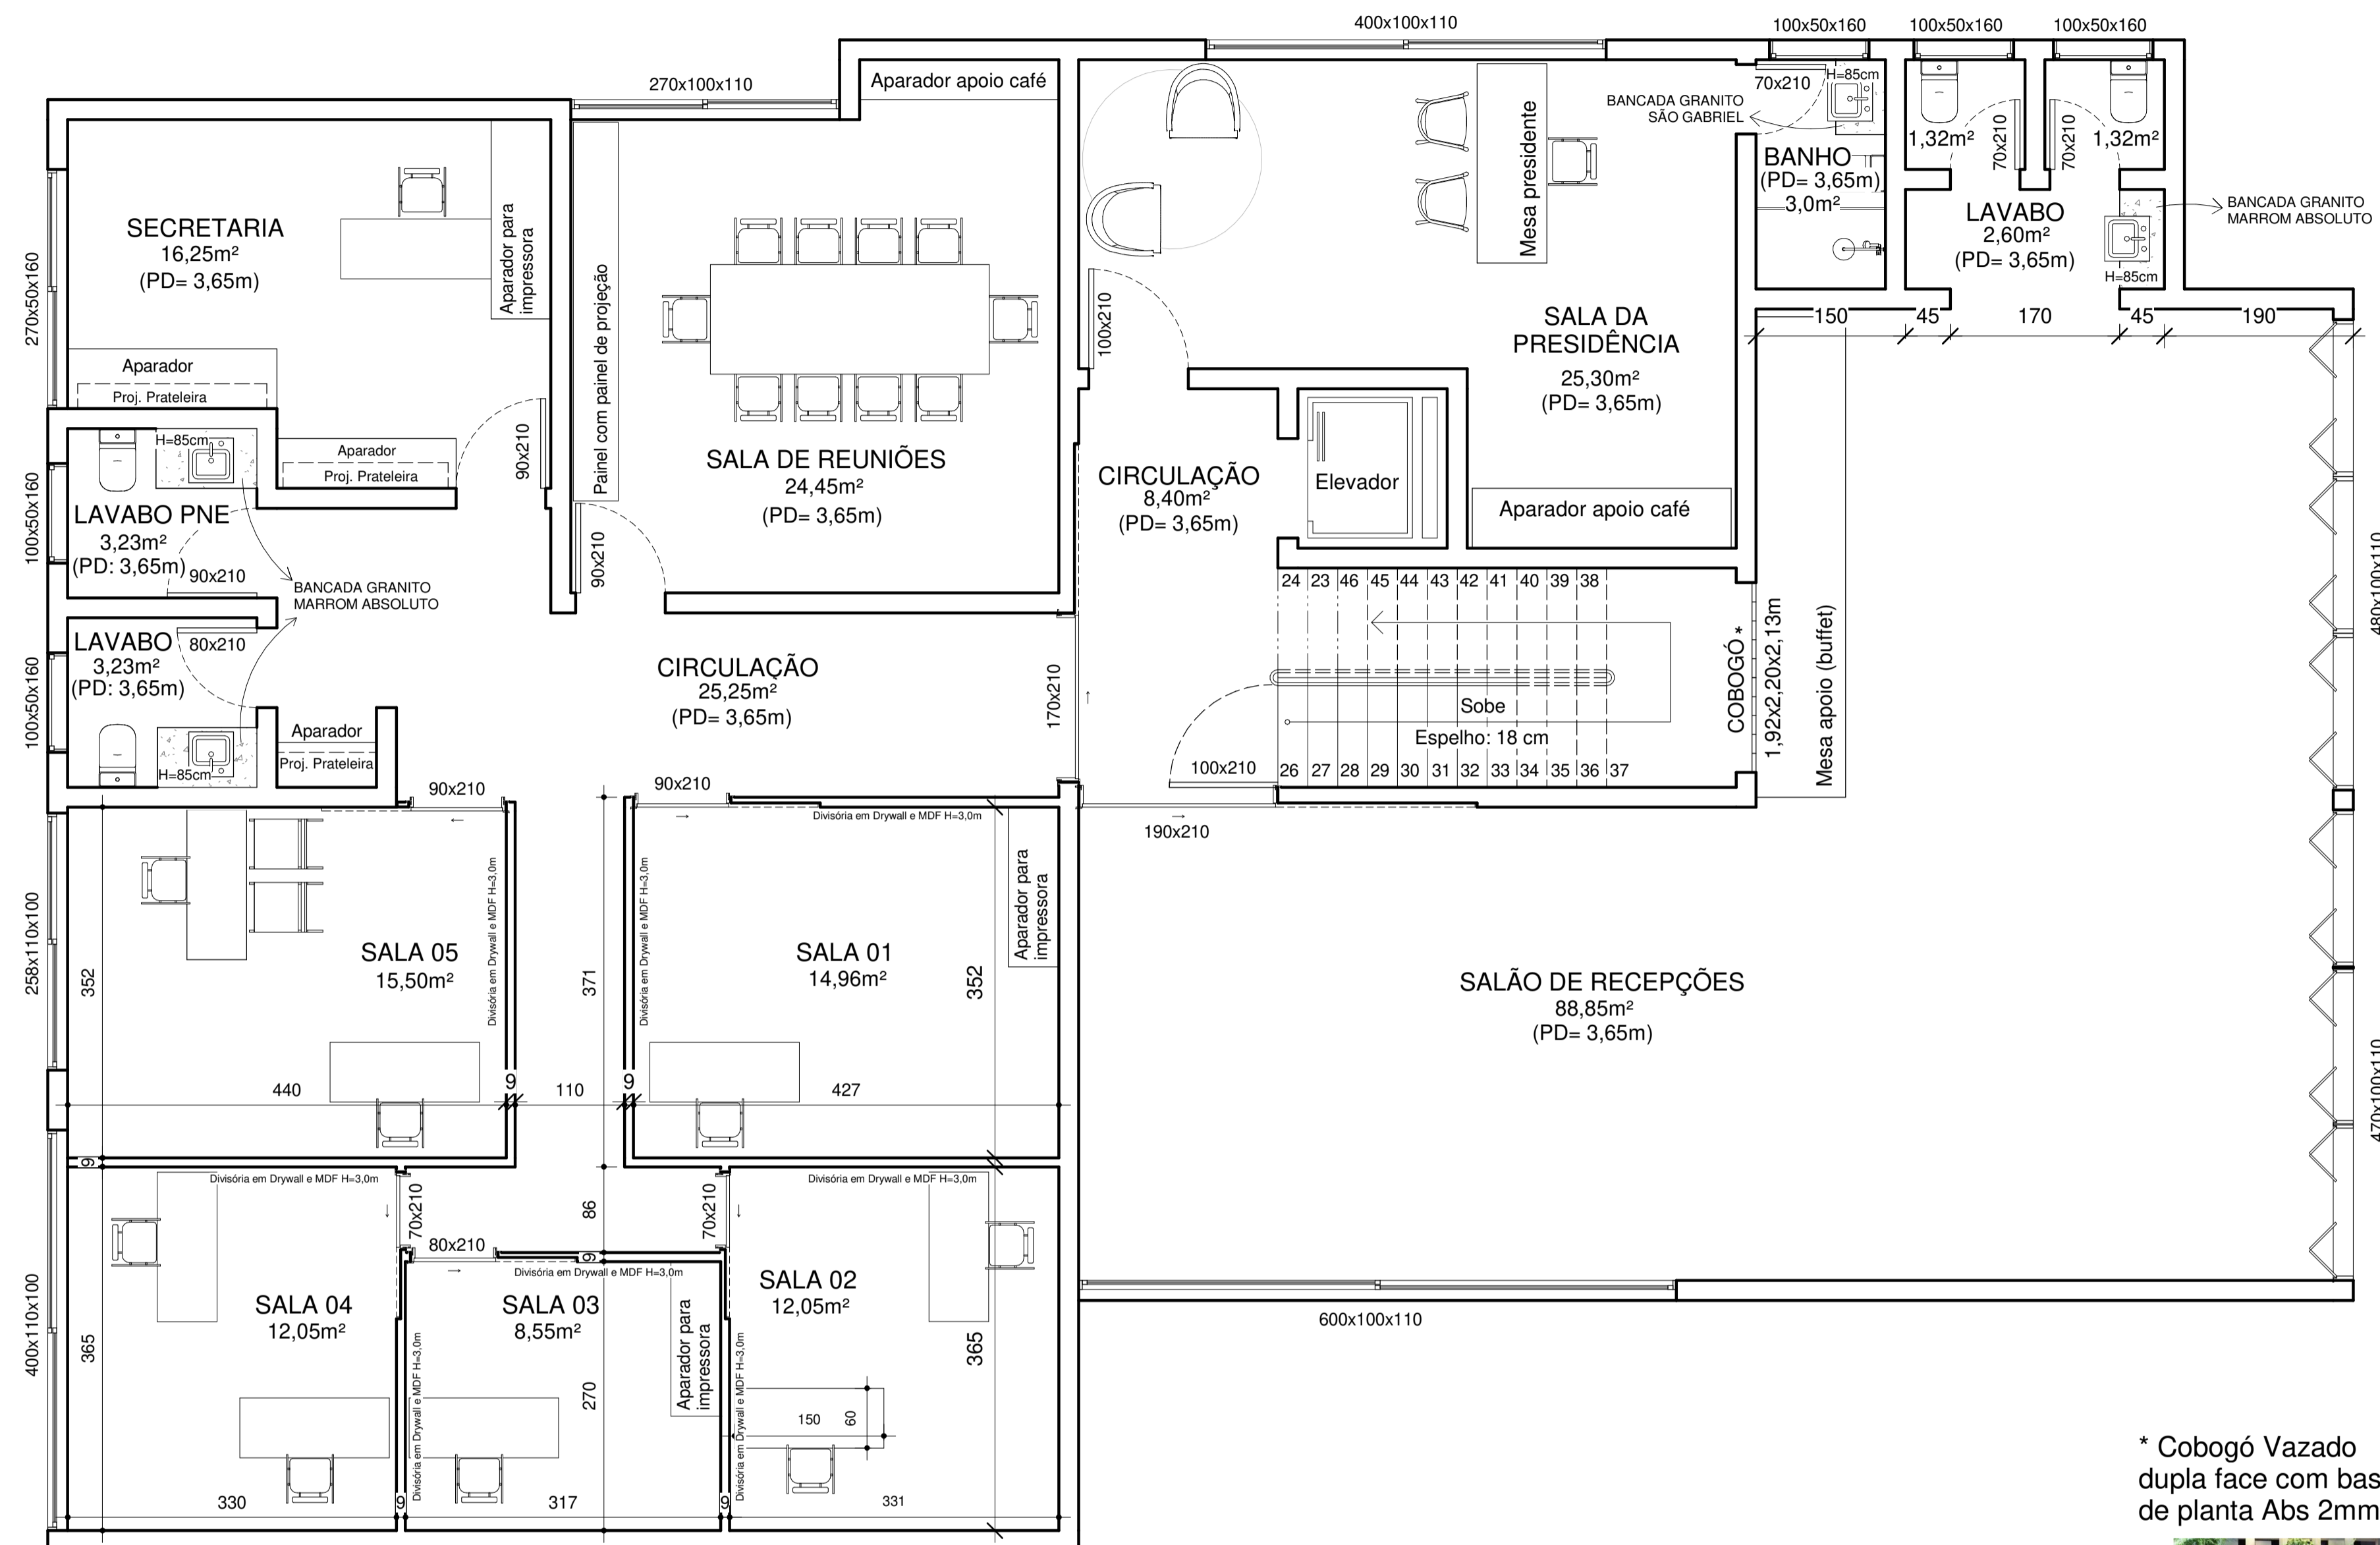 400x100x110
100x50x160
100x50x160
100x50x160
270x100x110
Aparador apoio café
70x210
H=85cm
BANCADA GRANITO
SÃO GABRIEL
Mesa presidente
BANHO
(PD= 3,65m)
3,0m²
1,32m²
70x210
70x210
1,32m²
LAVABO
2,60m²
(PD= 3,65m)
H=85cm
BANCADA GRANITO
MARROM ABSOLUTO
150
45
170
45
190
SECRETARIA
16,25m²
(PD= 3,65m)
Aparador para
impressora
270x50x160
Aparador
Proj. Prateleira
Aparador
Proj. Prateleira
90x210
Painel com painel de projeção
SALA DE REUNIÕES
24,45m²
(PD= 3,65m)
90x210
100x210
SALA DA
PRESIDÊNCIA
25,30m²
(PD= 3,65m)
CIRCULAÇÃO
8,40m²
(PD= 3,65m)
Elevador
Aparador apoio café
H=85cm
LAVABO PNE
3,23m²
(PD: 3,65m)
90x210
100x50x160
BANCADA GRANITO
MARROM ABSOLUTO
LAVABO
80x210
3,23m²
(PD: 3,65m)
100x50x160
H=85cm
Aparador
Proj. Prateleira
CIRCULAÇÃO
25,25m²
(PD= 3,65m)
170x210
24 23 46 45 44 43 42 41 40 39 38
Sobe
Espelho: 18 cm
100x210
26 27 28 29 30 31 32 33 34 35 36 37
COBOGÓ *
1,92x2,20x2,13m
Mesa apoio (buffet)
480x100x110
190x210
90x210
90x210
Divisória em Drywall e MDF H=3,0m
Divisória em Drywall e MDF H=3,0m
Divisória em Drywall e MDF H=3,0m
Aparador para
impressora
258x110x100
352
SALA 05
15,50m²
371
SALA 01
14,96m²
352
SALÃO DE RECEPÇÕES
88,85m²
(PD= 3,65m)
470x100x110
440
9
110
9
427
9
Divisória em Drywall e MDF H=3,0m
Divisória em Drywall e MDF H=3,0m
70x210
86
70x210
80x210
9
Divisória em Drywall e MDF H=3,0m
400x110x100
365
SALA 04
12,05m²
SALA 03
8,55m²
Aparador para
impressora
SALA 02
12,05m²
365
Divisória em Drywall e MDF H=3,0m
Divisória em Drywall e MDF H=3,0m
270
150
60
330
9
317
9
331
600x100x110
* Cobogó Vazado
dupla face com bas
de planta Abs 2mm